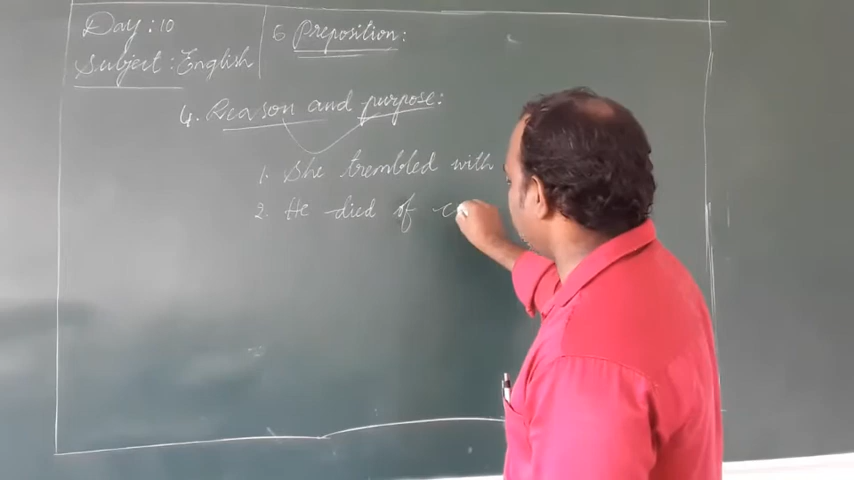 Day: 10
Subject: English
6 Preposition:
4. Reason and purpose:
1. She trembled with
2. He died of c